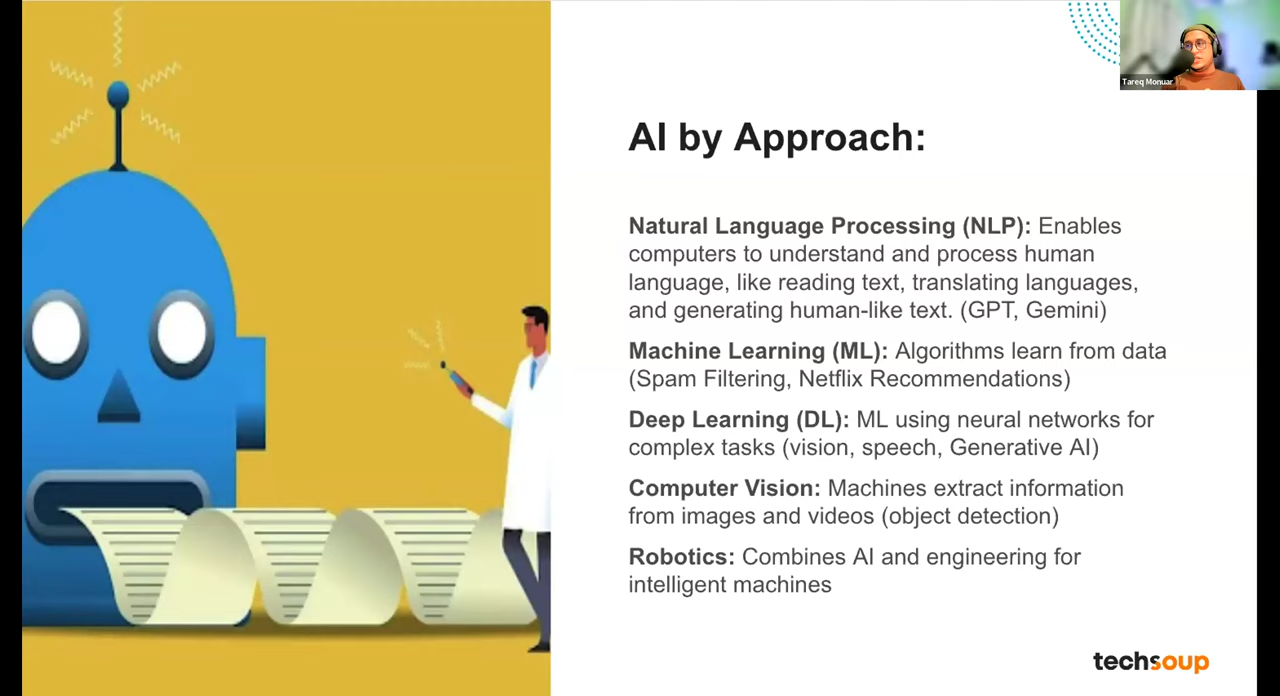 Tareq Monuar
AI by Approach:
Natural Language Processing (NLP): Enables
computers to understand and process human
language, like reading text, translating languages,
and generating human-like text. (GPT, Gemini)
Machine Learning (ML): Algorithms learn from data
(Spam Filtering, Netflix Recommendations)
Deep Learning (DL): ML using neural networks for
complex tasks (vision, speech, Generative AI)
Computer Vision: Machines extract information
from images and videos (object detection)
Robotics: Combines AI and engineering for
intelligent machines
techsoup